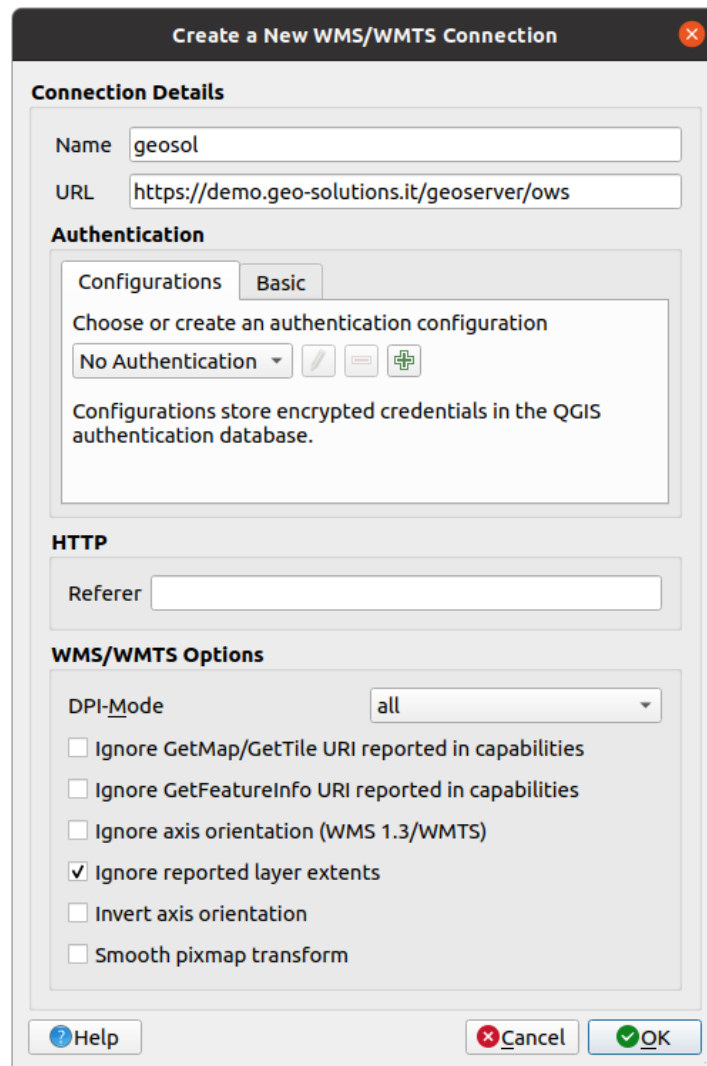 Create a New WMS/WMTS Connection
Connection Details
Name geosol
URL https://demo.geo-solutions.it/geoserver/ows
Authentication
Configurations Basic
Choose or create an authentication configuration
No Authentication
Configurations store encrypted credentials in the QGIS
authentication database.
HTTP
Referer
WMS/WMTS Options
DPI-Mode all
Ignore GetMap/GetTile URI reported in capabilities
Ignore GetFeatureInfo URI reported in capabilities
Ignore axis orientation (WMS 1.3/WMTS)
Ignore reported layer extents
Invert axis orientation
Smooth pixmap transform
Help Cancel OK